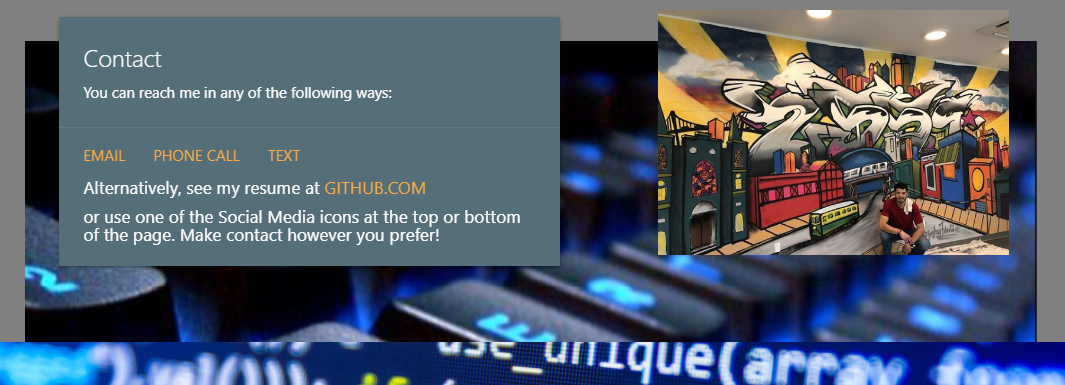 Contact
You can reach me in any of the following ways:
EMAIL PHONE CALL TEXT
Alternatively, see my resume at GITHUB.COM
or use one of the Social Media icons at the top or bottom
of the page. Make contact however you prefer!
2
E
use_unique(array